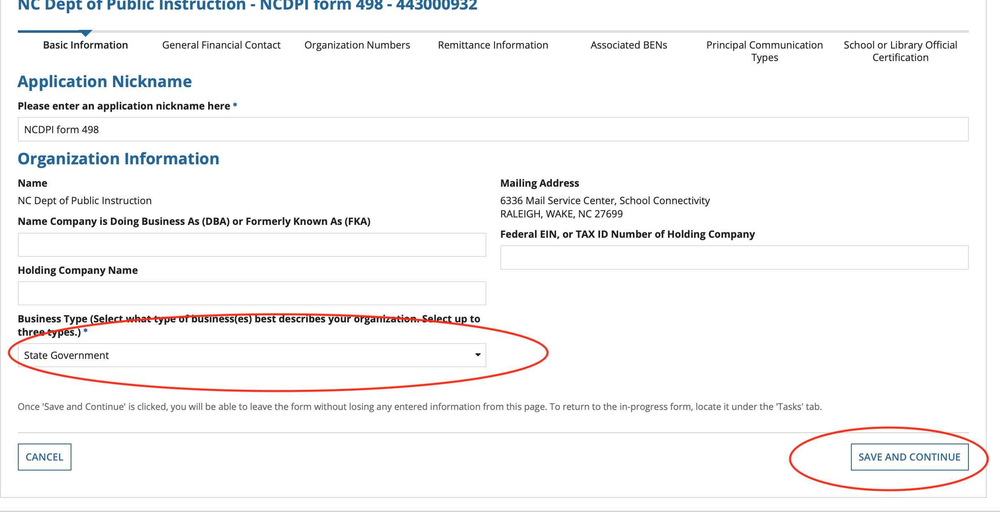 NC Dept of Public Instruction - NCDPI form 498 - 443000932
Basic Information
General Financial Contact
Organization Numbers
Remittance Information
Associated BENs
Principal Communication
Types
School or Library Official
Certification
Application Nickname
Please enter an application nickname here *
NCDPI form 498
Organization Information
Name
NC Dept of Public Instruction
Name Company is Doing Business As (DBA) or Formerly Known As (FKA)
Holding Company Name
Business Type (Select what type of business(es) best describes your organization. Select up to
three types.) *
State Government
Mailing Address
6336 Mail Service Center, School Connectivity
RALEIGH, WAKE, NC 27699
Federal EIN, or TAX ID Number of Holding Company
Once 'Save and Continue' is clicked, you will be able to leave the form without losing any entered information from this page. To return to the in-progress form, locate it under the 'Tasks' tab.
CANCEL
SAVE AND CONTINUE